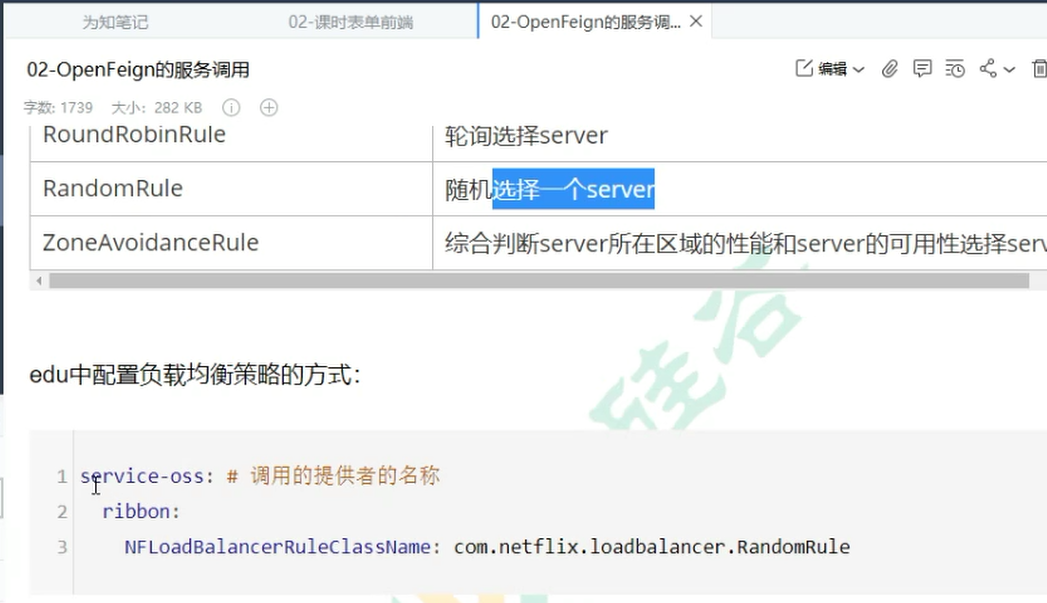 为知笔记 02-课时表单前端 02-OpenFeign的服务调...
02-OpenFeign的服务调用
编辑
字数: 1739 大小: 282 KB
RoundRobinRule 轮询选择server
RandomRule 随机选择一个server
ZoneAvoidanceRule 综合判断server所在区域的性能和server的可用性选择serv
edu中配置负载均衡策略的方式：
1 service-oss: # 调用的提供者的名称
2 ribbon:
3 NFLoadBalancerRuleClassName: com.netflix.loadbalancer.RandomRule
硅谷